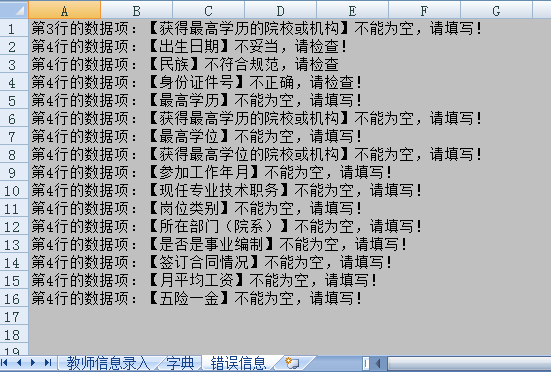 A B C D E F G
1 第3行的数据项：【获得最高学历的院校或机构】不能为空，请填写！
2 第4行的数据项：【出生日期】不妥当，请检查！
3 第4行的数据项：【民族】不符合规范，请检查
4 第4行的数据项：【身份证件号】不正确，请检查！
5 第4行的数据项：【最高学历】不能为空，请填写！
6 第4行的数据项：【获得最高学历的院校或机构】不能为空，请填写！
7 第4行的数据项：【最高学位】不能为空，请填写！
8 第4行的数据项：【获得最高学位的院校或机构】不能为空，请填写！
9 第4行的数据项：【参加工作年月】不能为空，请填写！
10 第4行的数据项：【现任专业技术职务】不能为空，请填写！
11 第4行的数据项：【岗位类别】不能为空，请填写！
12 第4行的数据项：【所在部门（院系）】不能为空，请填写！
13 第4行的数据项：【是否是事业编制】不能为空，请填写！
14 第4行的数据项：【签订合同情况】不能为空，请填写！
15 第4行的数据项：【月平均工资】不能为空，请填写！
16 第4行的数据项：【五险一金】不能为空，请填写！
17
18
19
教师信息录入 字典 错误信息